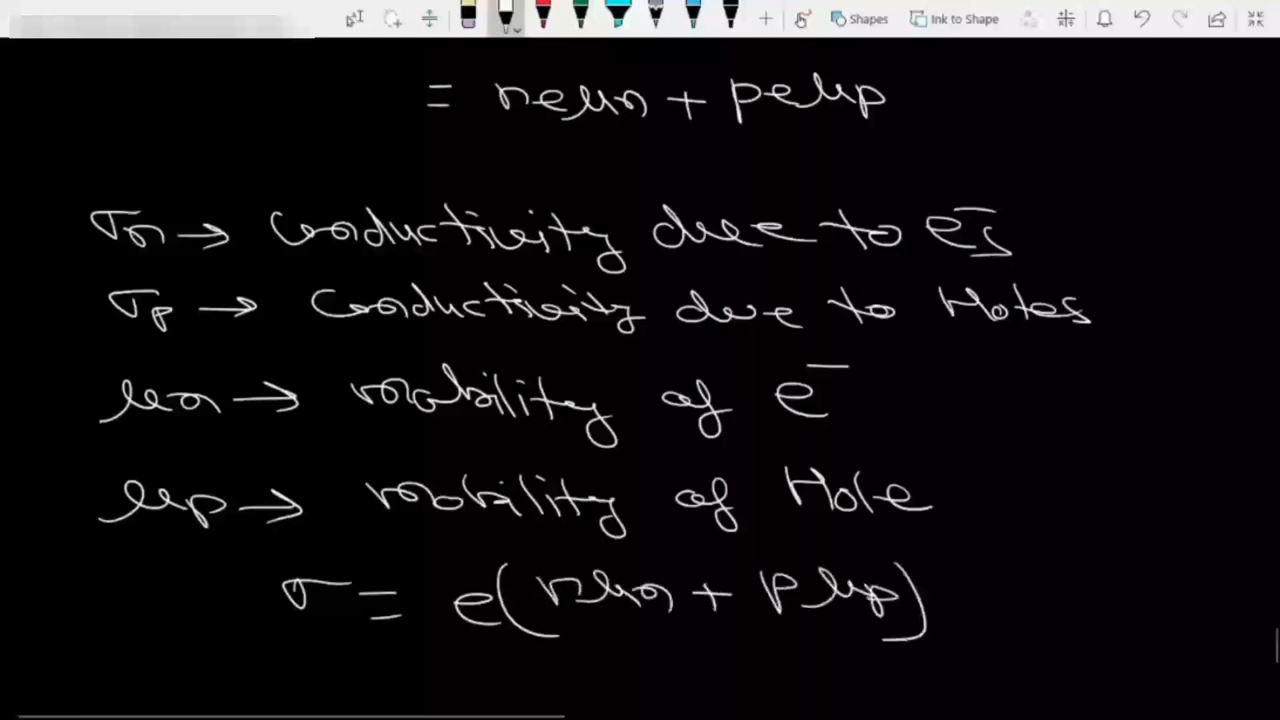 Shapes Ink to Shape
= neμn + peμp
σn → conductivity due to e⁻s
σp → conductivity due to Holes
μn → mobility of e⁻
μp → mobility of Hole
σ = e(nμn + pμp)